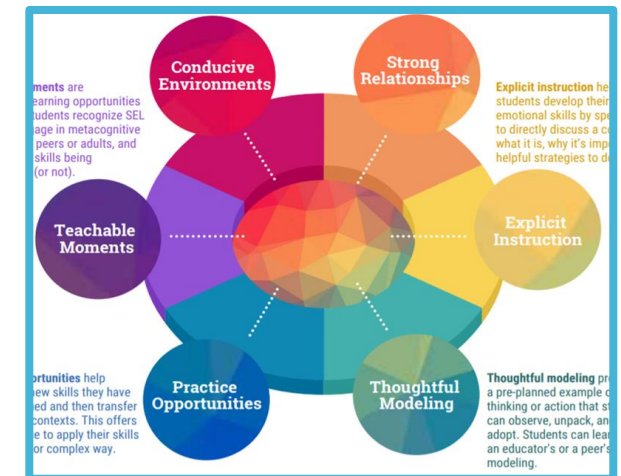 Conducive
Environments
Strong
Relationships
ments are
earning opportunities
tudents recognize SEL
age in metacognitive
peers or adults, and
skills being
(or not).
Explicit instruction he
students develop their
emotional skills by spe
to directly discuss a c
what it is, why it's imp
helpful strategies to d
Teachable
Moments
Explicit
Instruction
ortunities help
new skills they have
ed and then transfer
contexts. This offers
e to apply their skills
or complex way.
Practice
Opportunities
Thoughtful
Modeling
Thoughtful modeling pr
a pre-planned example o
thinking or action that st
can observe, unpack, an
adopt. Students can lea
an educator's or a peer's
modeling.